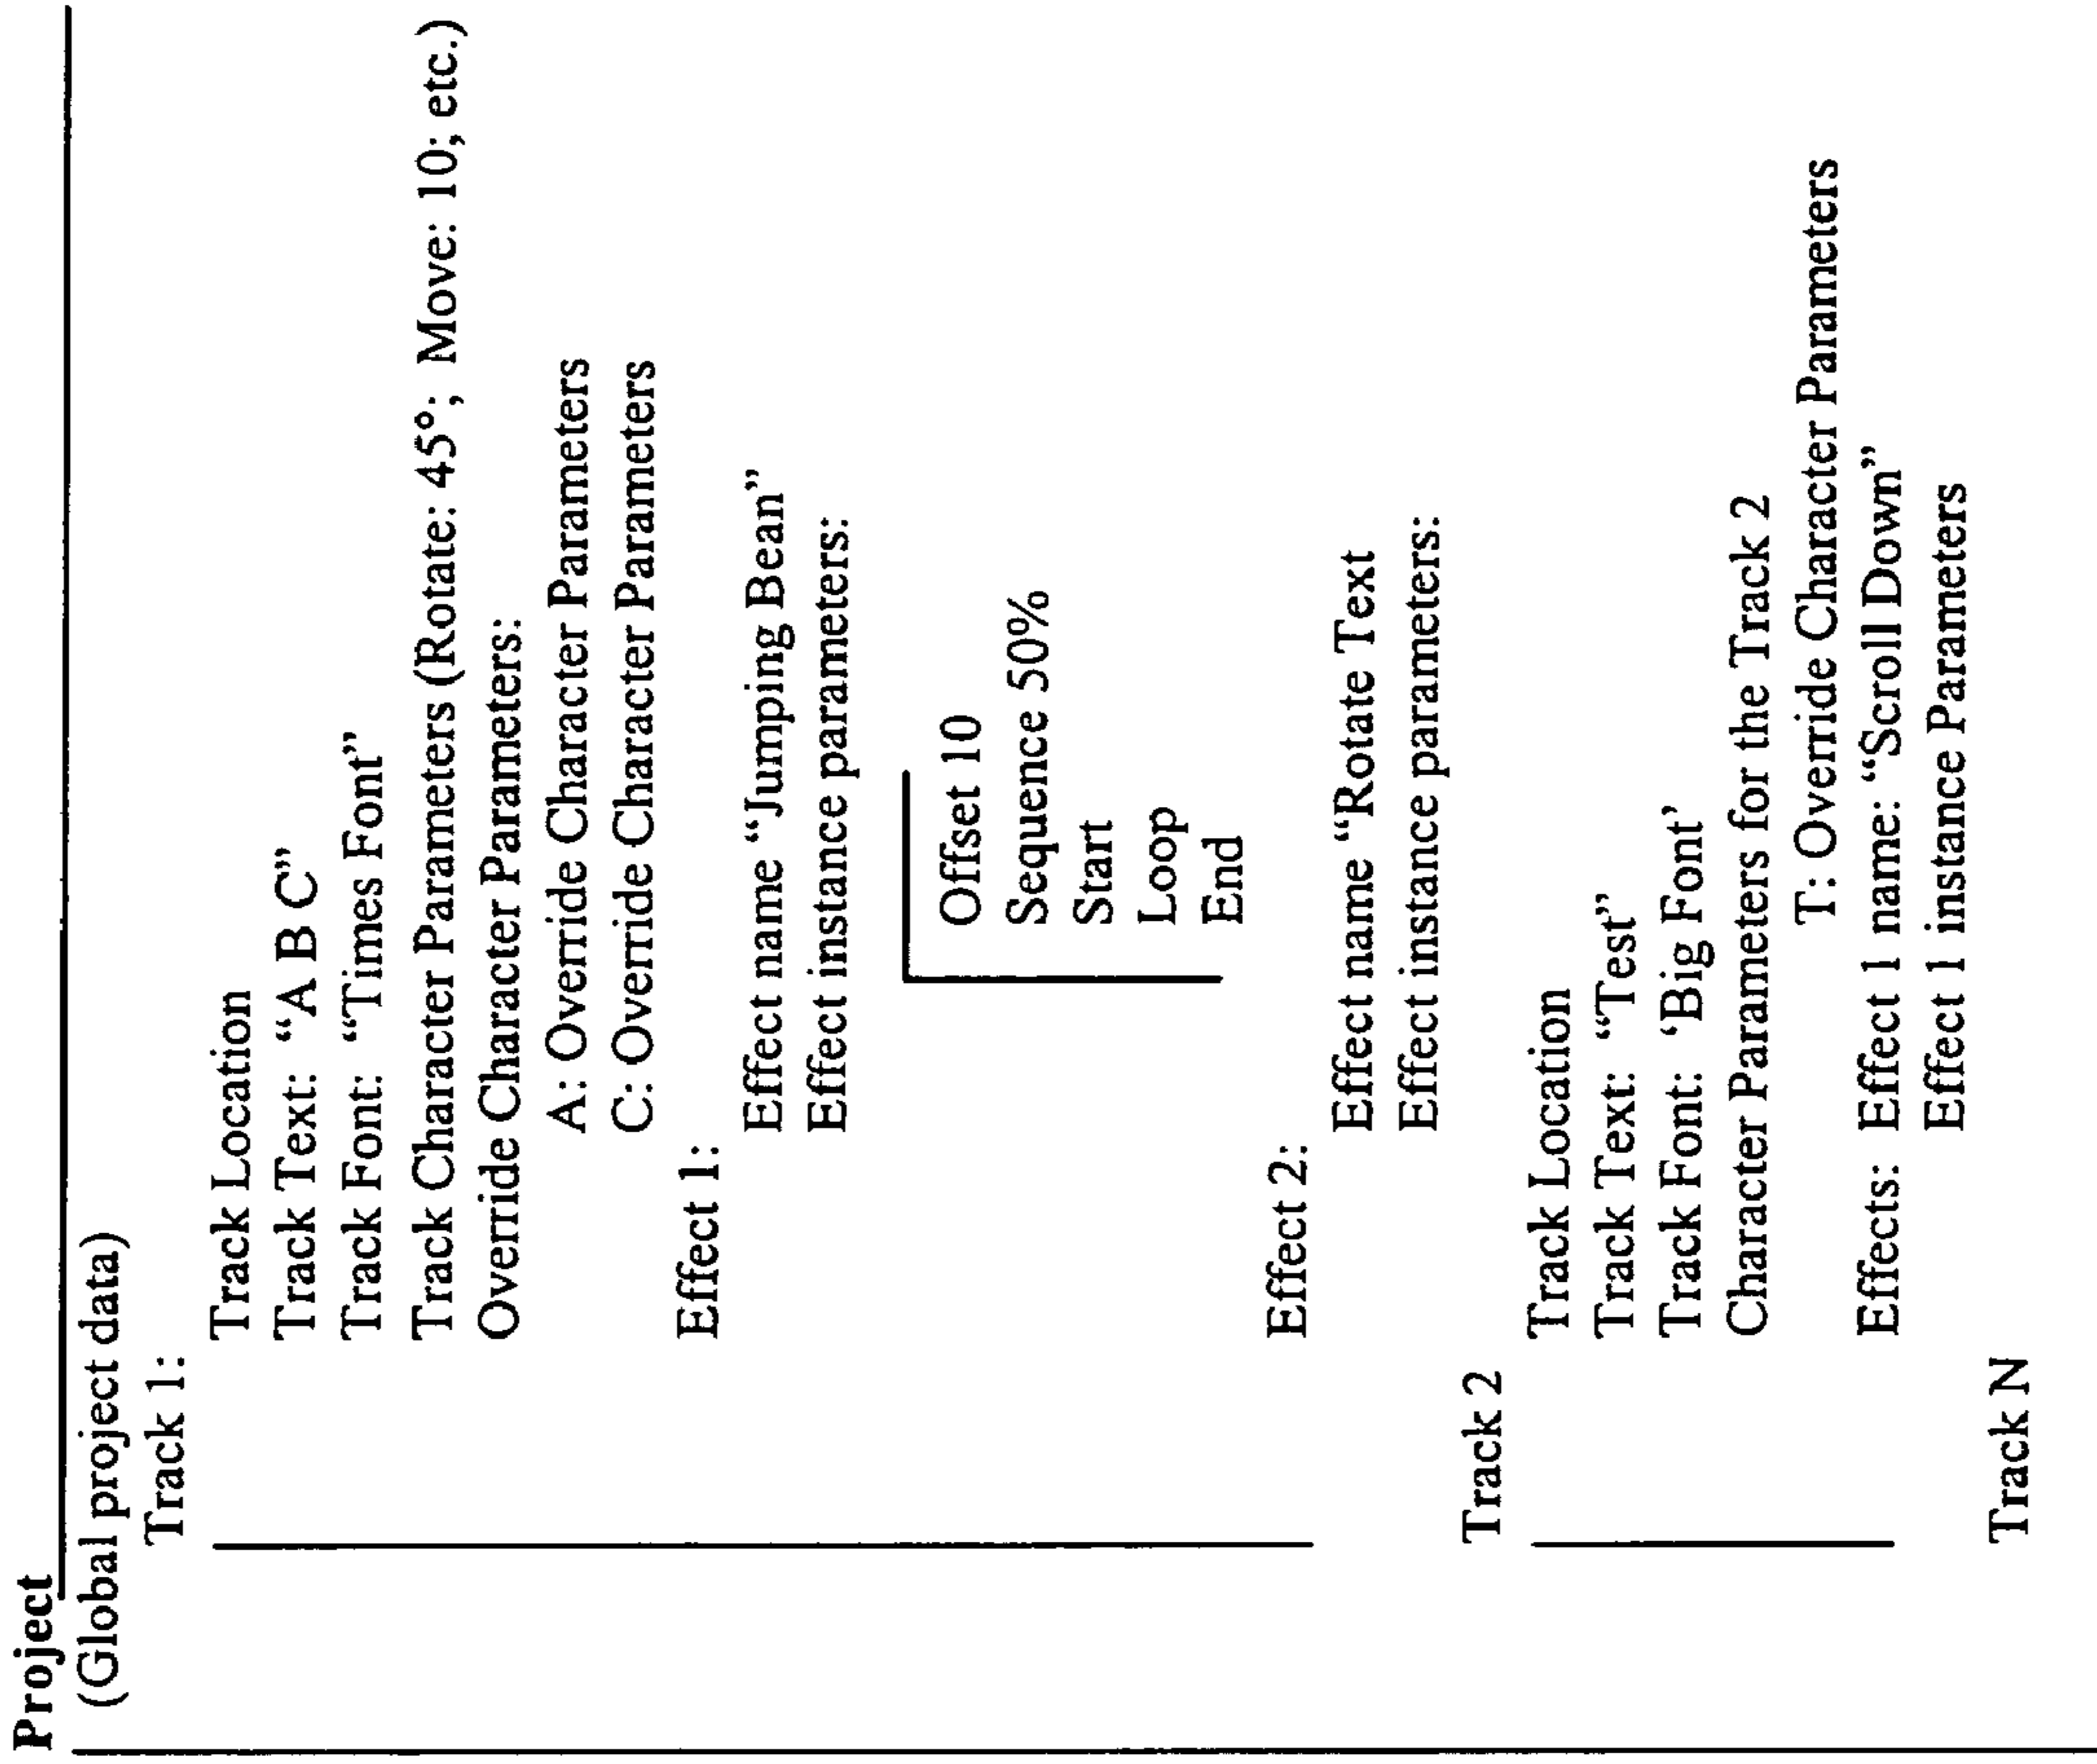 Project
(Global project data)
Track 1:
Track Location
Track Text: “A B C”
Track Font: “Times Font”
Track Character Parameters (Rotate: 45°; Move: 10; etc.)
Override Character Parameters:
A: Override Character Parameters
C: Override Character Parameters
Effect 1:
Effect name “Jumping Bean”
Effect instance parameters:
Offset 10
Sequence 50%
Start
Loop
End
Effect 2:
Effect name “Rotate Text
Effect instance parameters:
Track 2
Track Location
Track Text: “Test”
Track Font: ‘Big Font’
Character Parameters for the Track 2
T: Override Character Parameters
Effects: Effect 1 name: “Scroll Down”
Effect 1 instance Parameters
Track N